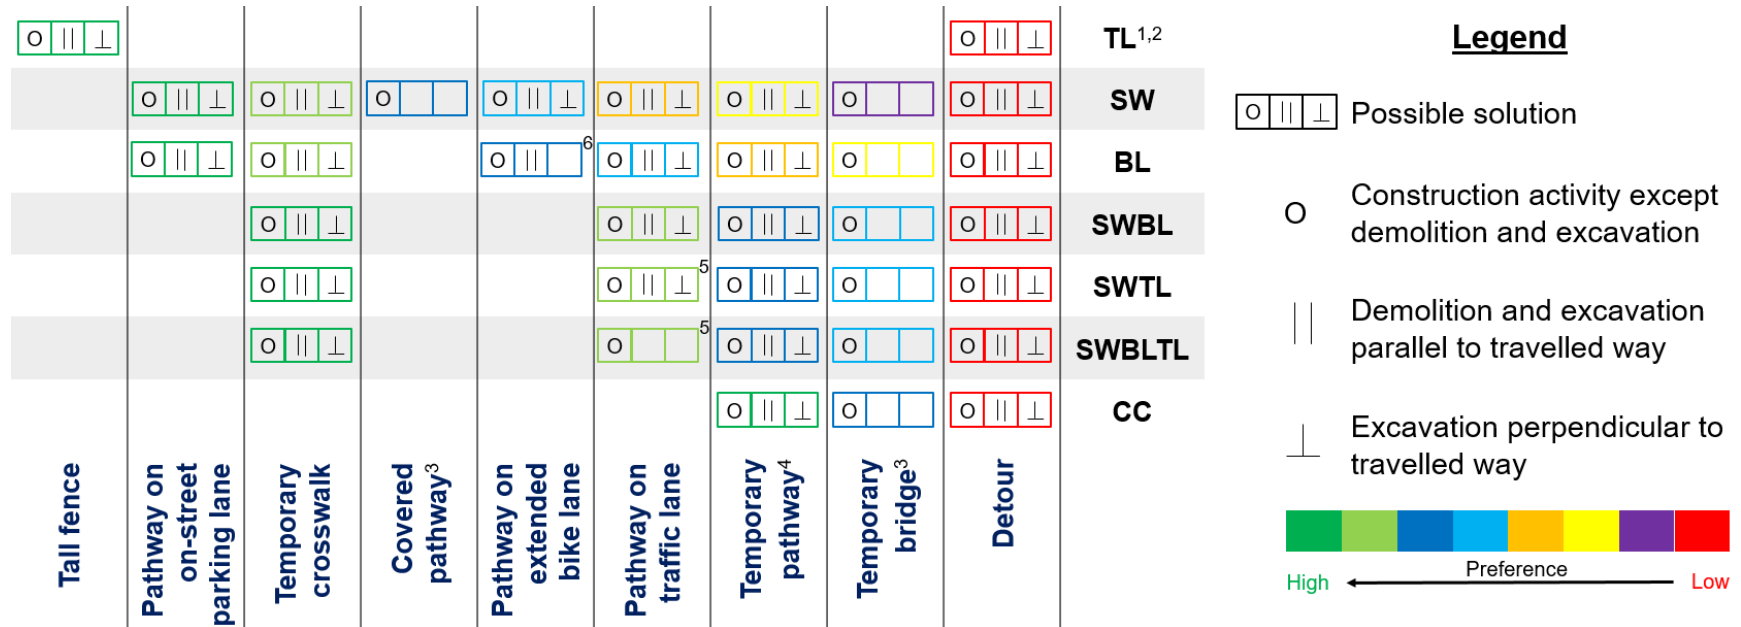 O || ⊥ O || ⊥ TL1,2
O || ⊥ O || ⊥ O O || ⊥ O || ⊥ O || ⊥ O O || ⊥ SW
O || ⊥ O || ⊥ O || 6 O || ⊥ O || ⊥ O O || ⊥ BL
O || ⊥ O || ⊥ O || ⊥ O O || ⊥ SWBL
O || ⊥ O || ⊥ 5 O || ⊥ O O || ⊥ SWTL
O || ⊥ O 5 O || ⊥ O O || ⊥ SWBLTL
O || ⊥ O O || ⊥ CC
Tall fence
Pathway on
on-street
parking lane
Temporary
crosswalk
Covered
pathway3
Pathway on
extended
bike lane
Pathway on
traffic lane
Temporary
pathway4
Temporary
bridge3
Detour
Legend
O || ⊥ Possible solution
O
Construction activity except
demolition and excavation
||
Demolition and excavation
parallel to travelled way
⊥
Excavation perpendicular to
travelled way
Preference
High Low